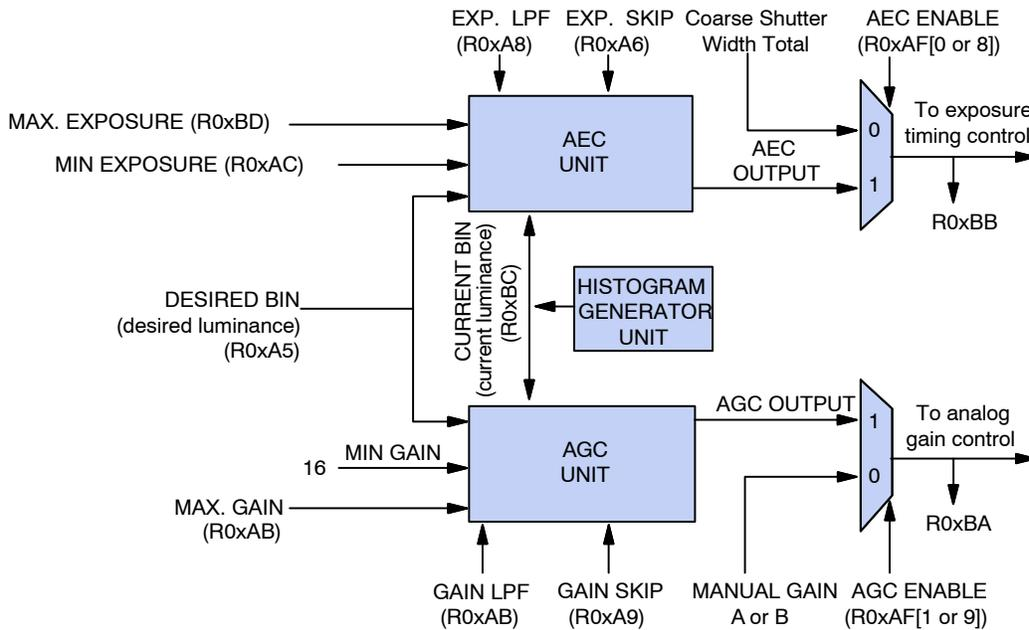 EXP. LPF
(R0xA8)
EXP. SKIP
(R0xA6)
Coarse Shutter
Width Total
AEC ENABLE
(R0xAF[0 or 8])
MAX. EXPOSURE (R0xBD)
MIN EXPOSURE (R0xAC)
AEC
UNIT
AEC
OUTPUT
0
1
To exposure
timing control
R0xBB
DESIRED BIN
(desired luminance)
(R0xA5)
CURRENT BIN
(current luminance)
(R0xBC)
HISTOGRAM
GENERATOR
UNIT
16
MIN GAIN
MAX. GAIN
(R0xAB)
AGC
UNIT
AGC OUTPUT
1
0
To analog
gain control
R0xBA
GAIN LPF
(R0xAB)
GAIN SKIP
(R0xA9)
MANUAL GAIN
A or B
AGC ENABLE
(R0xAF[1 or 9])